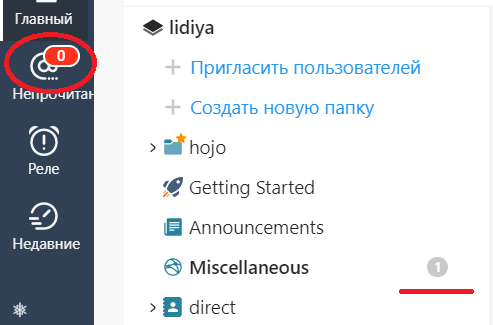 Главный
0
Непрочитан
Реле
Недавние
lidiya
+ Пригласить пользователей
+ Создать новую папку
hojo
Getting Started
Announcements
Miscellaneous 1
direct